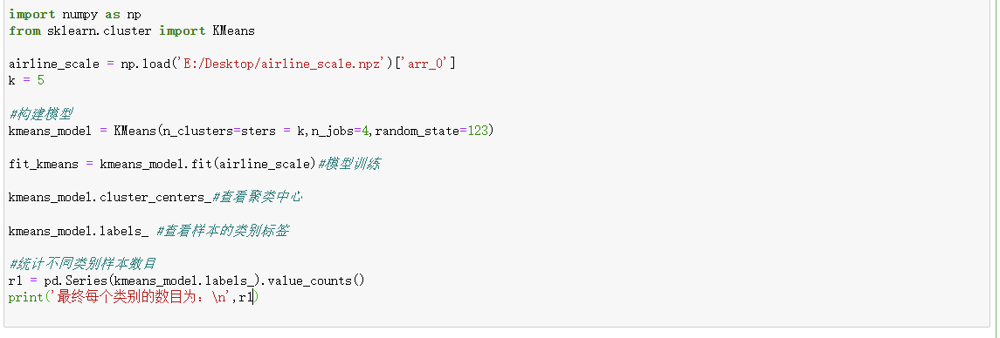 import numpy as np
from sklearn.cluster import KMeans
airline_scale = np.load('E:/Desktop/airline_scale.npz')['arr_0']
k = 5
#构建模型
kmeans_model = KMeans(n_clusters=sters = k,n_jobs=4,random_state=123)
fit_kmeans = kmeans_model.fit(airline_scale)#模型训练
kmeans_model.cluster_centers_#查看聚类中心
kmeans_model.labels_ #查看样本的类别标签
#统计不同类别样本数目
r1 = pd.Series(kmeans_model.labels_).value_counts()
print('最终每个类别的数目为：\n',r1)